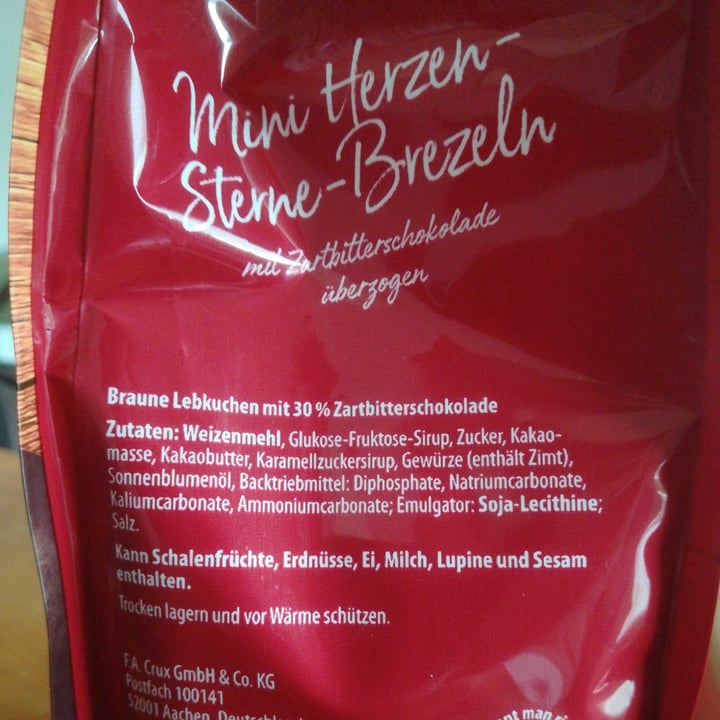 Mini Herzen-
Sterne-Brezeln
mit Zartbitterschokolade
überzogen
Braune Lebkuchen mit 30 % Zartbitterschokolade
Zutaten: Weizenmehl, Glukose-Fruktose-Sirup, Zucker, Kakao-
masse, Kakaobutter, Karamellzuckersirup, Gewürze (enthält Zimt),
Sonnenblumenöl, Backtriebmittel: Diphosphate, Natriumcarbonate,
Kaliumcarbonate, Ammoniumcarbonate; Emulgator: Soja-Lecithine;
Salz.
Kann Schalenfrüchte, Erdnüsse, Ei, Milch, Lupine und Sesam
enthalten.
Trocken lagern und vor Wärme schützen.
F.A. Crux GmbH & Co. KG
Postfach 100141
52001 Aachen,
man